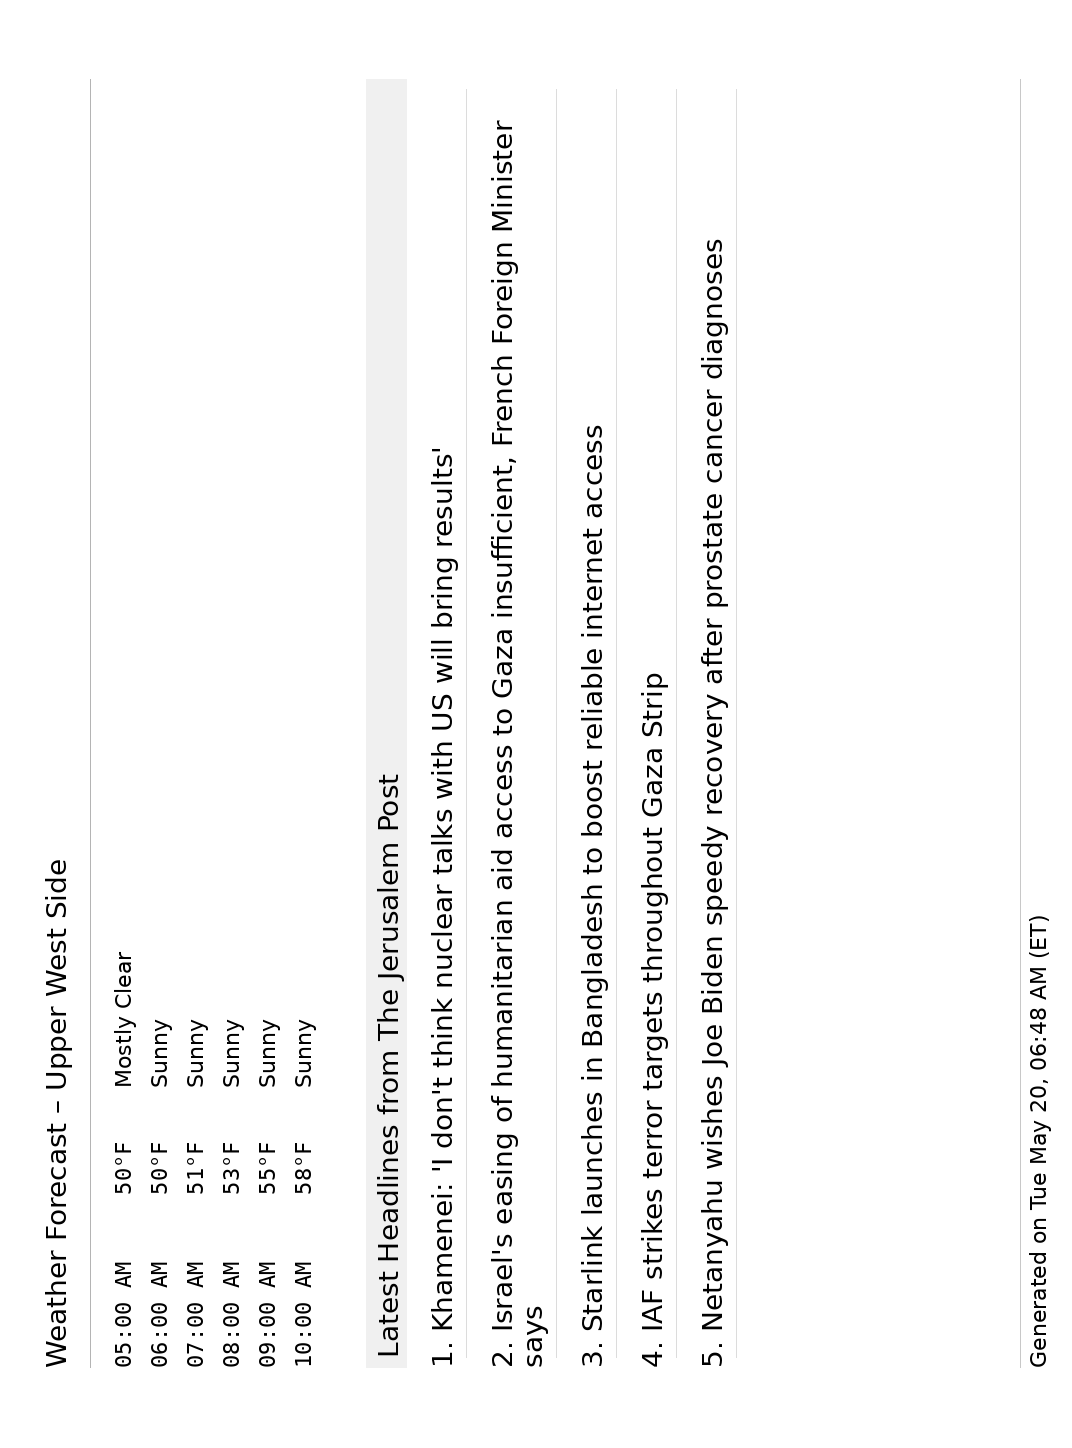 Weather Forecast – Upper West Side
05:00 AM 50°F Mostly Clear
06:00 AM 50°F Sunny
07:00 AM 51°F Sunny
08:00 AM 53°F Sunny
09:00 AM 55°F Sunny
10:00 AM 58°F Sunny
Latest Headlines from The Jerusalem Post
1. Khamenei: 'I don't think nuclear talks with US will bring results'
2. Israel's easing of humanitarian aid access to Gaza insufficient, French Foreign Minister
says
3. Starlink launches in Bangladesh to boost reliable internet access
4. IAF strikes terror targets throughout Gaza Strip
5. Netanyahu wishes Joe Biden speedy recovery after prostate cancer diagnoses
Generated on Tue May 20, 06:48 AM (ET)